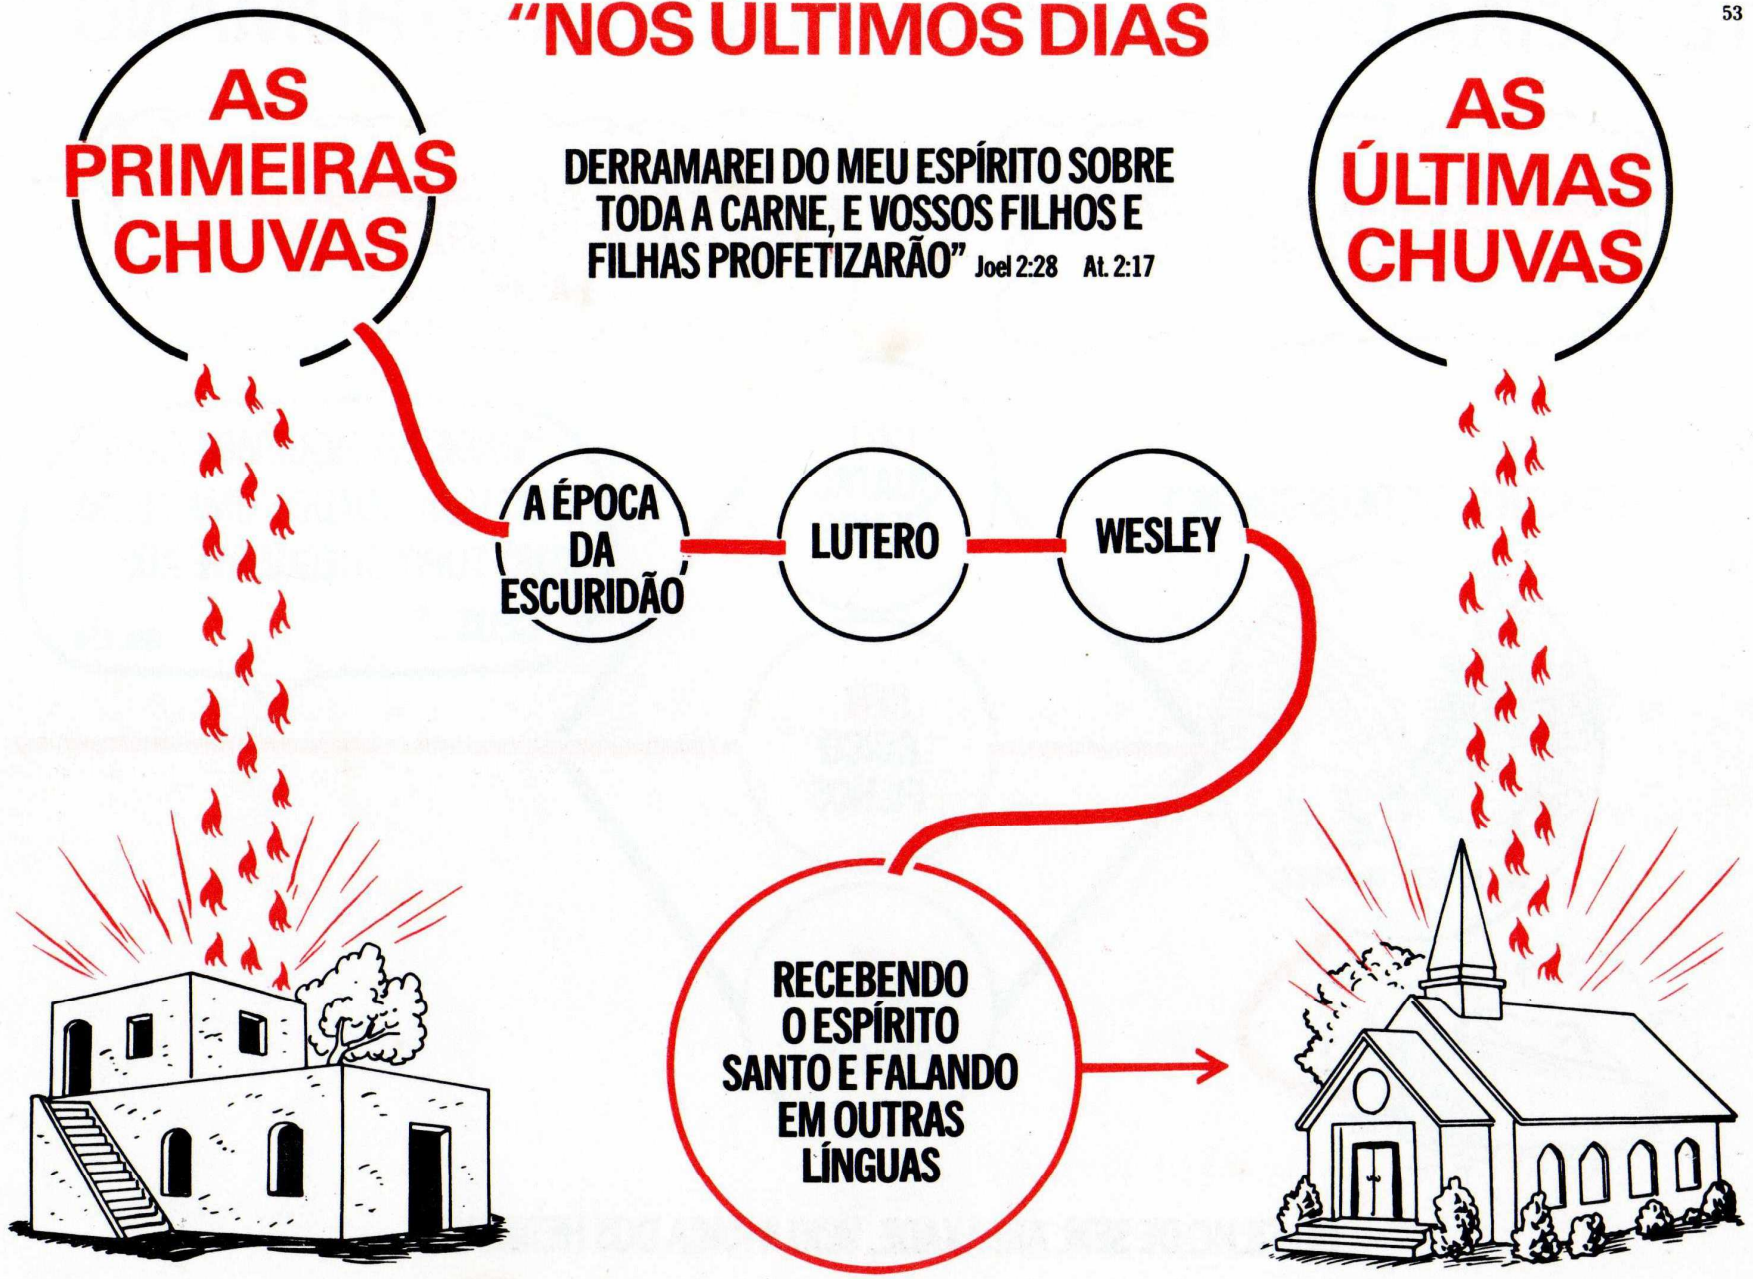 53
“NOS ÚLTIMOS DIAS
AS
PRIMEIRAS
CHUVAS
DERRAMAREI DO MEU ESPÍRITO SOBRE
TODA A CARNE, E VOSSOS FILHOS E
FILHAS PROFETIZARÃO” Joel 2:28 At. 2:17
AS
ÚLTIMAS
CHUVAS
A ÉPOCA
DA
ESCURIDÃO
LUTERO
WESLEY
RECEBENDO
O ESPÍRITO
SANTO E FALANDO
EM OUTRAS
LÍNGUAS